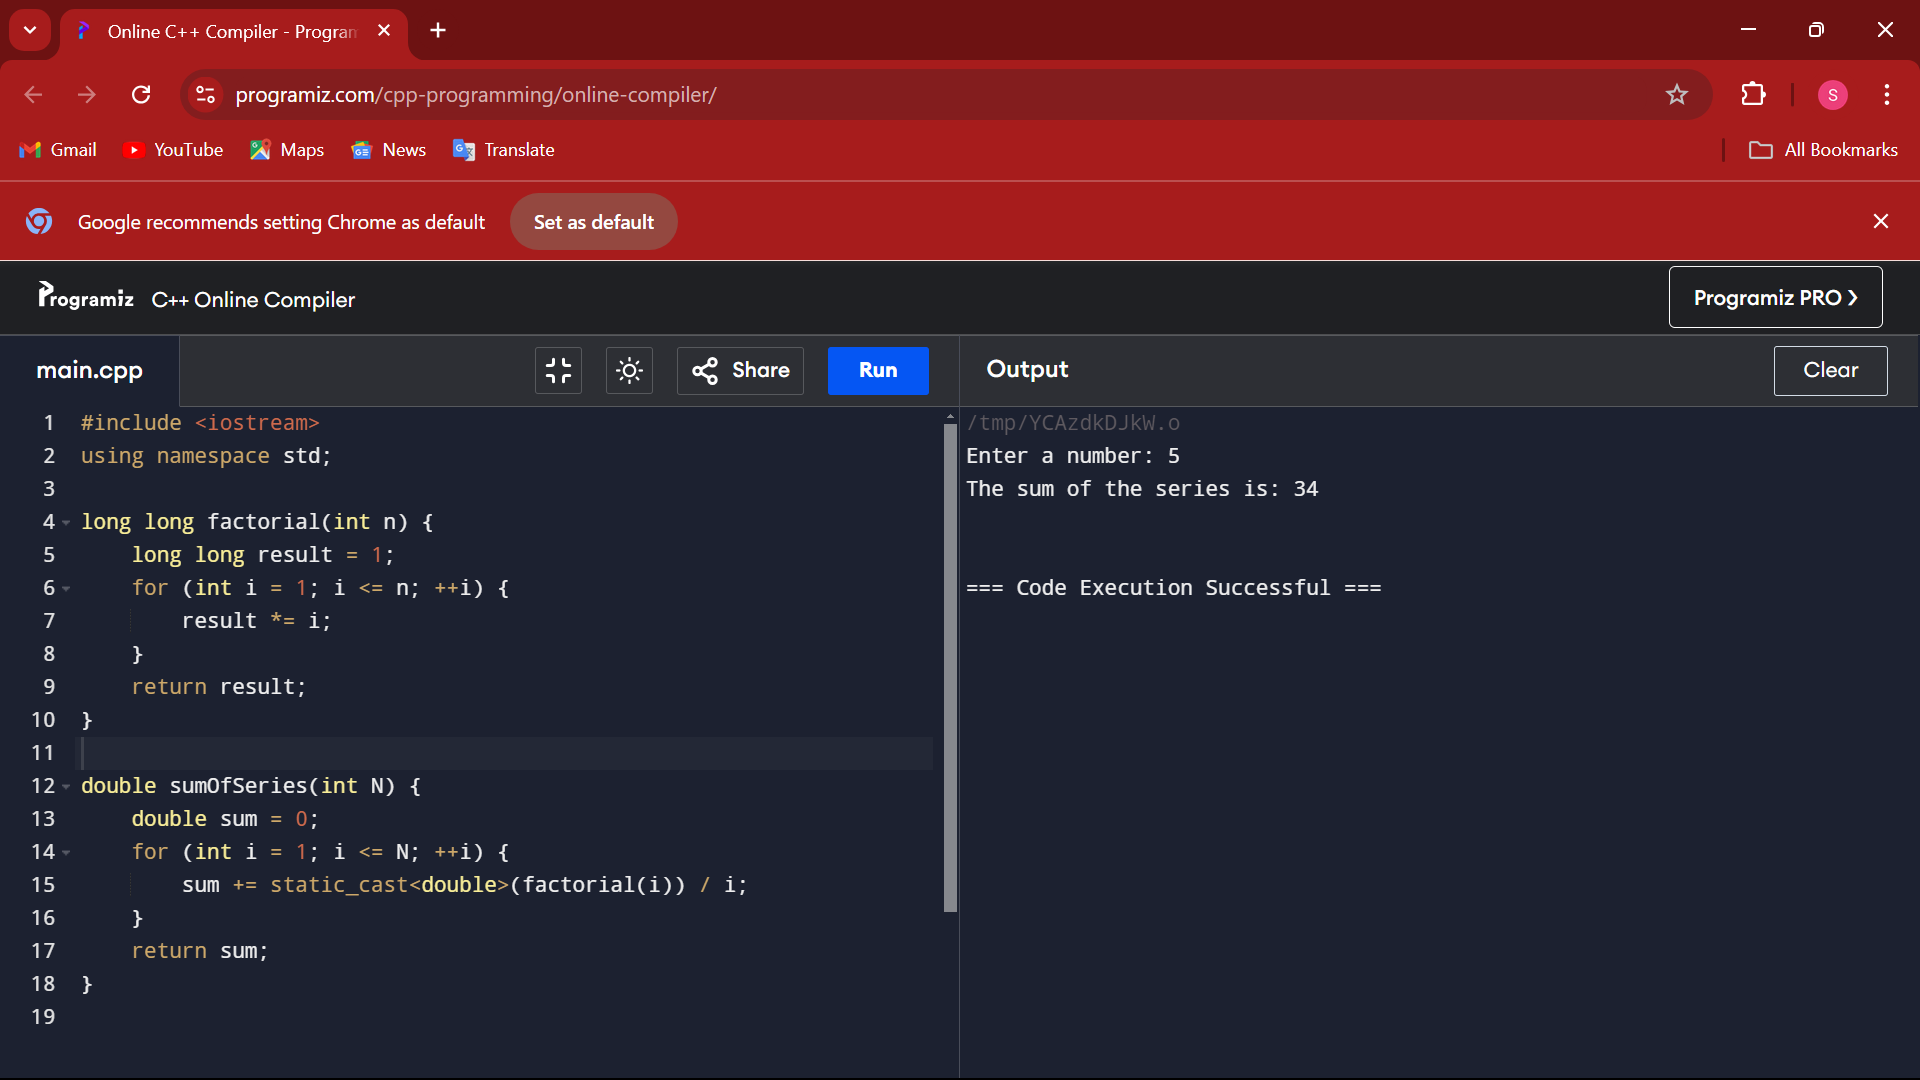 Online C++ Compiler - Program
programiz.com/cpp-programming/online-compiler/
S
Gmail YouTube Maps News Translate All Bookmarks
Google recommends setting Chrome as default Set as default
Programiz C++ Online Compiler Programiz PRO ❯
main.cpp Share Run Output Clear
1 #include <iostream>
2 using namespace std;
3
4 long long factorial(int n) {
5 long long result = 1;
6 for (int i = 1; i <= n; ++i) {
7 result *= i;
8 }
9 return result;
10 }
11
12 double sumOfSeries(int N) {
13 double sum = 0;
14 for (int i = 1; i <= N; ++i) {
15 sum += static_cast<double>(factorial(i)) / i;
16 }
17 return sum;
18 }
19
/tmp/YCAzdkDJkW.o
Enter a number: 5
The sum of the series is: 34
=== Code Execution Successful ===